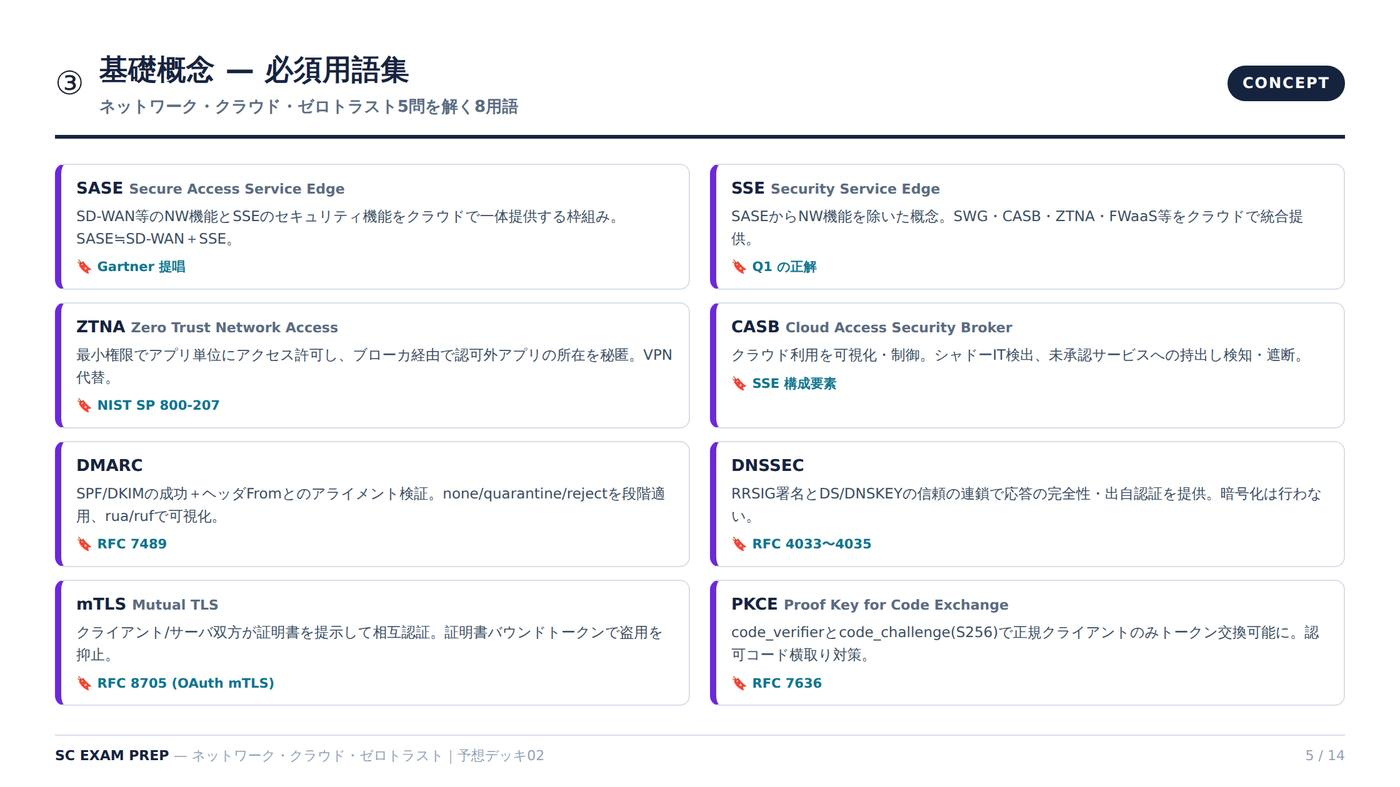 ③
基礎概念 — 必須用語集
ネットワーク・クラウド・ゼロトラスト5問を解く8用語
CONCEPT
SASE Secure Access Service Edge
SD-WAN等のNW機能とSSEのセキュリティ機能をクラウドで一体提供する枠組み。
SASE≒SD-WAN＋SSE。
🔖 Gartner 提唱
SSE Security Service Edge
SASEからNW機能を除いた概念。SWG・CASB・ZTNA・FWaaS等をクラウドで統合提
供。
🔖 Q1 の正解
ZTNA Zero Trust Network Access
最小権限でアプリ単位にアクセス許可し、ブローカ経由で認可外アプリの所在を秘匿。VPN
代替。
🔖 NIST SP 800-207
CASB Cloud Access Security Broker
クラウド利用を可視化・制御。シャドーIT検出、未承認サービスへの持出し検知・遮断。
🔖 SSE 構成要素
DMARC
SPF/DKIMの成功＋ヘッダFromとのアライメント検証。none/quarantine/rejectを段階適
用、rua/rufで可視化。
🔖 RFC 7489
DNSSEC
RRSIG署名とDS/DNSKEYの信頼の連鎖で応答の完全性・出自認証を提供。暗号化は行わな
い。
🔖 RFC 4033〜4035
mTLS Mutual TLS
クライアント/サーバ双方が証明書を提示して相互認証。証明書バウンドトークンで盗用を
抑止。
🔖 RFC 8705 (OAuth mTLS)
PKCE Proof Key for Code Exchange
code_verifierとcode_challenge(S256)で正規クライアントのみトークン交換可能に。認
可コード横取り対策。
🔖 RFC 7636
SC EXAM PREP — ネットワーク・クラウド・ゼロトラスト｜予想デッキ02
5 / 14